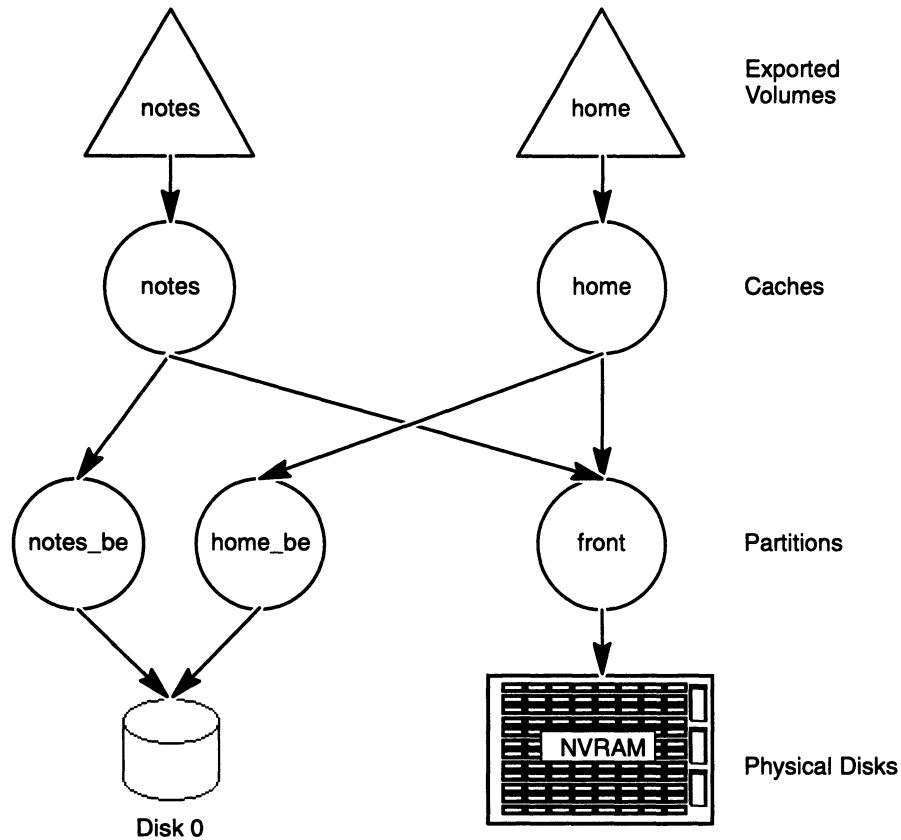 notes
home
Exported
Volumes
notes
home
Caches
notes_be
home_be
front
Partitions
NVRAM
Physical Disks
Disk 0